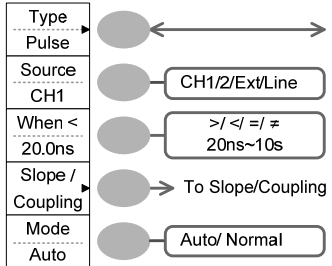 Type
Pulse
Source
CH1
CH1/2/Ext/Line
When <
20.0ns
>/ </ =/ ≠
20ns~10s
Slope /
Coupling
To Slope/Coupling
Mode
Auto
Auto/ Normal